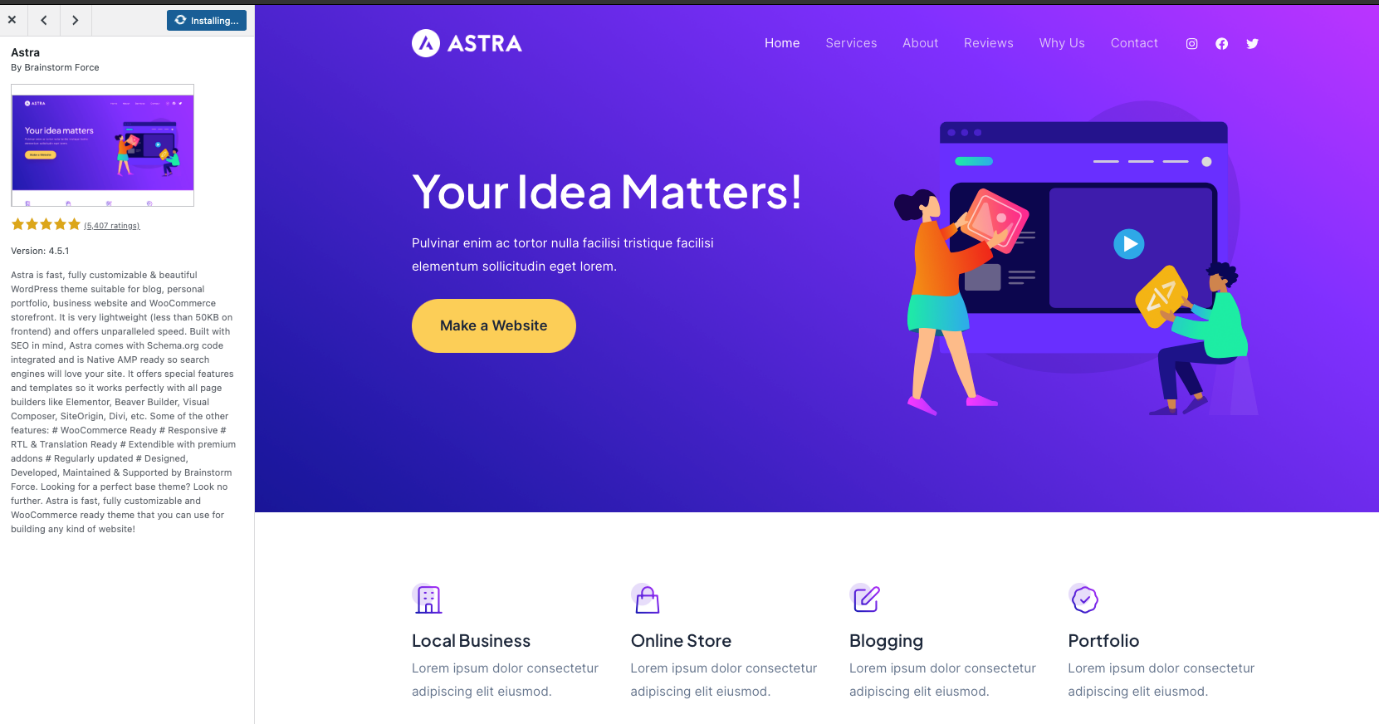 Installing...
Astra
By Brainstorm Force
ASTRA
Your idea matters
(5,407 ratings)
Version: 4.5.1
Astra is fast, fully customizable & beautiful
WordPress theme suitable for blog, personal
portfolio, business website and WooCommerce
storefront. It is very lightweight (less than 50KB on
frontend) and offers unparalleled speed. Built with
SEO in mind, Astra comes with Schema.org code
integrated and is Native AMP ready so search
engines will love your site. It offers special features
and templates so it works perfectly with all page
builders like Elementor, Beaver Builder, Visual
Composer, SiteOrigin, Divi, etc. Some of the other
features: # WooCommerce Ready # Responsive #
RTL & Translation Ready # Extendible with premium
addons # Regularly updated # Designed,
Developed, Maintained & Supported by Brainstorm
Force. Looking for a perfect base theme? Look no
further. Astra is fast, fully customizable and
WooCommerce ready theme that you can use for
building any kind of website!
ASTRA
Home Services About Reviews Why Us Contact
Your Idea Matters!
Pulvinar enim ac tortor nulla facilisi tristique facilisi
elementum sollicitudin eget lorem.
Make a Website
</>
Local Business
Lorem ipsum dolor consectetur
adipiscing elit eiusmod.
Online Store
Lorem ipsum dolor consectetur
adipiscing elit eiusmod.
Blogging
Lorem ipsum dolor consectetur
adipiscing elit eiusmod.
Portfolio
Lorem ipsum dolor consectetur
adipiscing elit eiusmod.